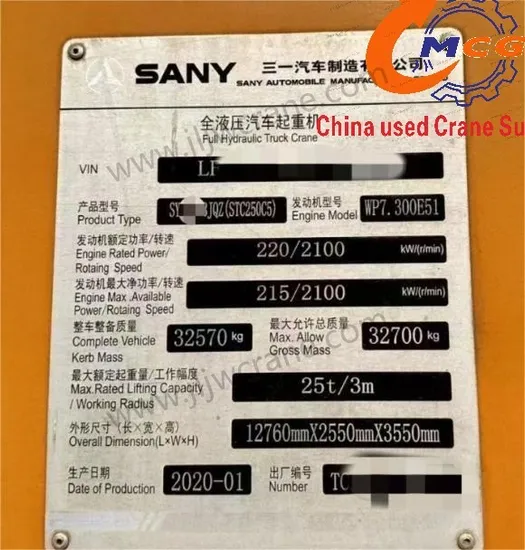 MCG
China used Crane Su
SANY 三一汽车制造有 公司
SANY AUTOMOBILE MANUFAC
全液压汽车起重机
Full Hydraulic Truck Crane
VIN LF
产品型号 SY JQZ(STC250C5) 发动机型号 WP7.300E51
Product Type Engine Model
发动机额定功率/转速
Engine Rated Power/ 220/2100 kW/(r/min)
Rotaing Speed
发动机最大净功率/转速
Engine Max .Available 215/2100 kW/(r/min)
Power/Rotaing Speed
整车整备质量 最大允许总质量
Complete Vehicle 32570 kg Max. Allow 32700 kg
Kerb Mass Gross Mass
最大额定起重量/工作幅度
Max.Rated Lifting Capacity 25t/3m
/ Working Radius
外形尺寸（长×宽×高）
Overall Dimension(L×W×H) 12760mmX2550mmX3550mm
生产日期 2020-01 出厂编号 TC
Date of Production Number
www.jljwcrane.com
www.jljwcrane.com